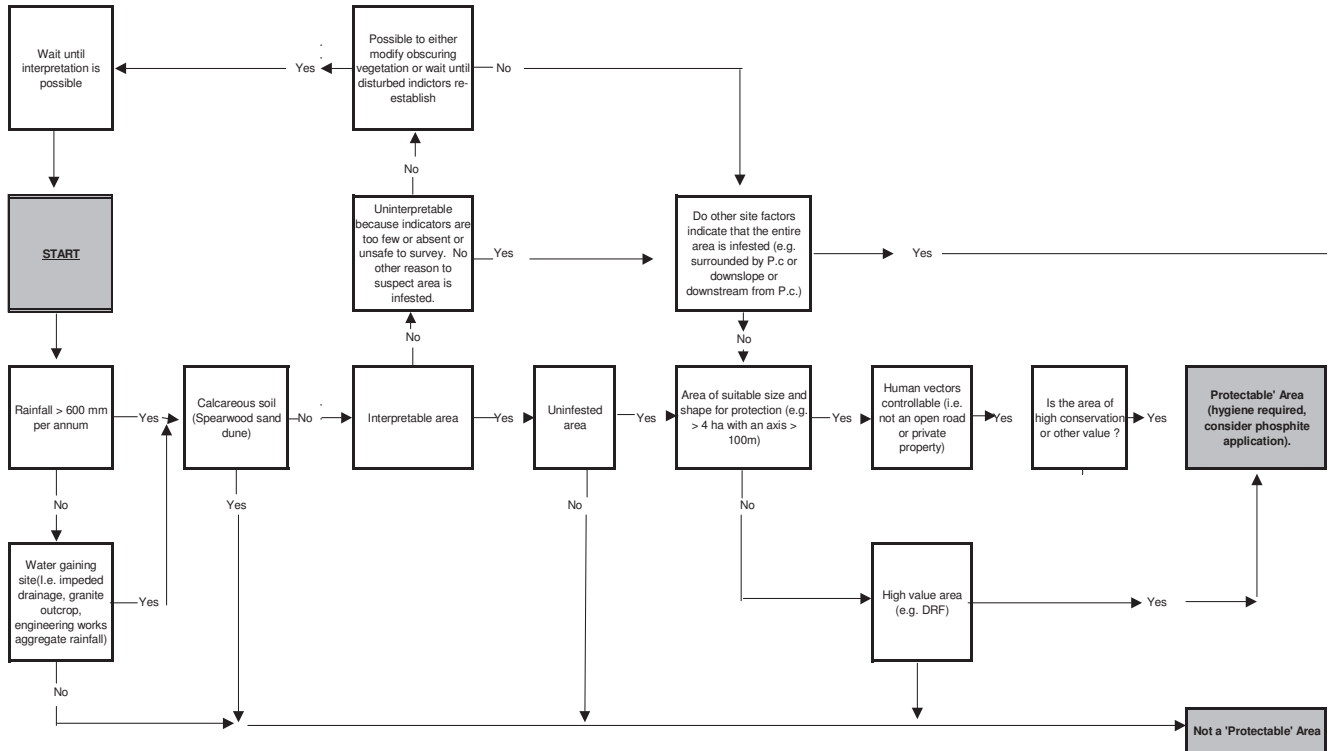 Wait until
interpretation is
possible
Yes
Possible to either
modify obscuring
vegetation or wait until
disturbed indictors re-
establish
No
No
START
Uninterpretable
because indicators are
too few or absent or
unsafe to survey. No
other reason to
suspect area is
infested.
Yes
Do other site factors
indicate that the entire
area is infested (e.g.
surrounded by P.c or
downslope or
downstream from P.c.)
Yes
No
No
Rainfall > 600 mm
per annum
Yes
Calcareous soil
(Spearwood sand
dune)
No
Interpretable area
Yes
Uninfested
area
Yes
Area of suitable size and
shape for protection (e.g.
> 4 ha with an axis >
100m)
Yes
Human vectors
controllable (i.e.
not an open road
or private
property)
Yes
Is the area of
high conservation
or other value ?
Yes
Protectable' Area
(hygiene required,
consider phosphite
application).
No
Yes
No
No
Water gaining
site(I.e. impeded
drainage, granite
outcrop,
engineering works
aggregate rainfall)
Yes
High value area
(e.g. DRF)
Yes
No
Not a 'Protectable' Area